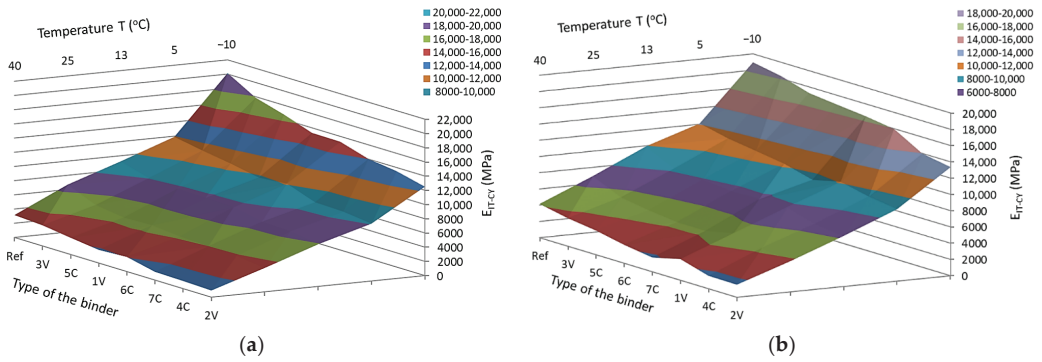 Temperature T (°C)
40 25 13 5 −10
20,000-22,000
18,000-20,000
16,000-18,000
14,000-16,000
12,000-14,000
10,000-12,000
8000-10,000
22,000
20,000
18,000
16,000
14,000
12,000
10,000
8000
6000
4000
2000
0
E IT-CY (MPa)
Ref
3V
5C
1V
6C
7C
4C
2V
Type of the binder
(a)
Temperature T (°C)
40 25 13 5 −10
18,000-20,000
16,000-18,000
14,000-16,000
12,000-14,000
10,000-12,000
8000-10,000
6000-8000
20,000
18,000
16,000
14,000
12,000
10,000
8000
6000
4000
2000
0
E IT-CY (MPa)
Ref
3V
5C
6C
7C
1V
4C
2V
Type of the binder
(b)